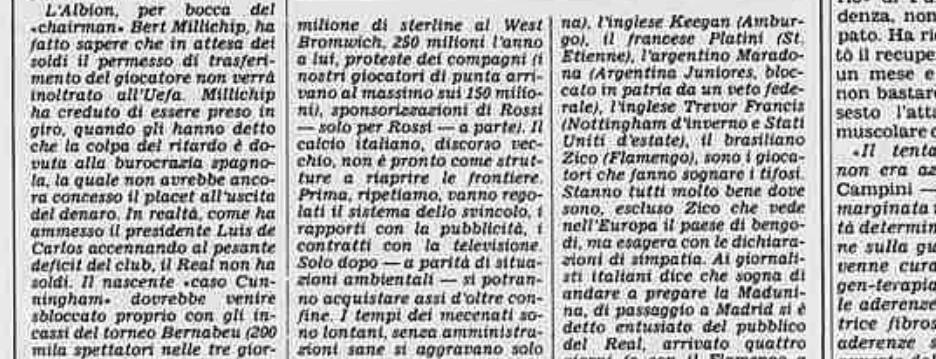 L'Albion, per bocca del
«chairman» Bert Millichip, ha
fatto sapere che in attesa dei
soldi il permesso di trasferi-
mento del giocatore non verrà
inoltrato all'Uefa. Millichip
ha creduto di essere preso in
giro, quando gli hanno detto
che la colpa del ritardo è do-
vuta alla burocrazia spagno-
la, la quale non avrebbe anco-
ra concesso il placet all'uscita
del denaro. In realtà, come ha
ammesso il presidente Luis de
Carlos accennando al pesante
deficit del club, il Real non ha
soldi. Il nascente «caso Cun-
ningham» dovrebbe venire
sbloccato proprio con gli in-
cassi del torneo Bernabeu (200
mila spettatori nelle tre gior-
milione di sterline al West
Bromwich, 250 milioni l'anno
a lui, proteste dei compagni (i
nostri giocatori di punta arri-
vano al massimo sui 150 milio-
ni), sponsorizzazioni di Rossi
— solo per Rossi — a parte). Il
calcio italiano, discorso vec-
chio, non è pronto come strut-
ture a riaprire le frontiere.
Prima, ripetiamo, vanno rego-
lati il sistema dello svincolo, i
rapporti con la pubblicità, i
contratti con la televisione.
Solo dopo — a parità di situa-
zioni ambientali — si potran-
no acquistare assi d'oltre con-
fine. I tempi dei mecenati so-
no lontani, senza amministra-
zioni sane si aggravano solo
na), l'inglese Keegan (Ambur-
go), il francese Platini (St.
Etienne), l'argentino Marado-
na (Argentina Juniores, bloc-
cato in patria da un veto fede-
rale), l'inglese Trevor Francis
(Nottingham d'inverno e Stati
Uniti d'estate), il brasiliano
Zico (Flamengo), sono i gioca-
tori che fanno sognare i tifosi.
Stanno tutti molto bene dove
sono, escluso Zico che vede
nell'Europa il paese di bengo-
di, ma esagera con le dichiara-
zioni di simpatia. Ai giornali-
sti italiani dice che sogna di
andare a pregare la Maduni-
na, di passaggio a Madrid si è
detto entusiato del pubblico
del Real, arrivato quattro
giorni fa con il Flamengo a
denza, non
pato. Ha ri
tò il recupe
un mese e
non bastar
sesto l'att
muscolare
«Il tenta
non era a
Campini —
marginata
tà determin
ne sulla gu
venne cura
gen-terapia
le aderenze
trice fibros
aderenze s